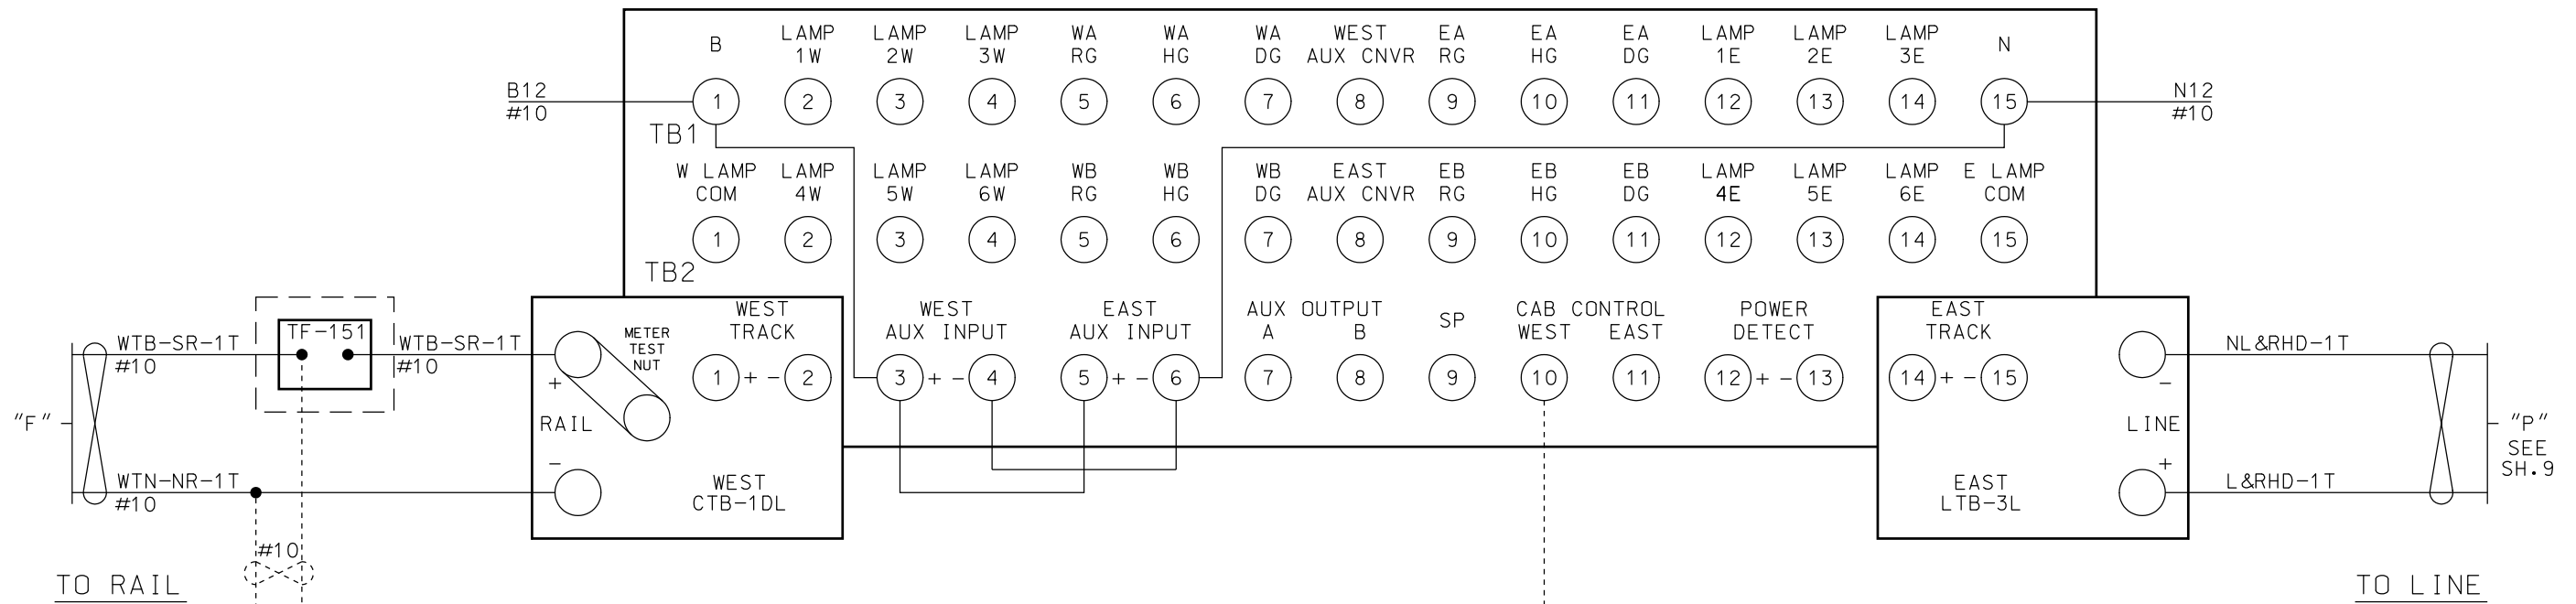 B LAMP LAMP LAMP WA WA WA WEST EA EA EA LAMP LAMP LAMP N
1W 2W 3W RG HG DG AUX CNVR RG HG DG 1E 2E 3E
B12 1 2 3 4 5 6 7 8 9 10 11 12 13 14 15 N12
#10 #10
TB1
W LAMP LAMP LAMP LAMP WB WB WB EAST EB EB EB LAMP LAMP LAMP E LAMP
COM 4W 5W 6W RG HG DG AUX CNVR RG HG DG 4E 5E 6E COM
1 2 3 4 5 6 7 8 9 10 11 12 13 14 15
TB2
WEST WEST EAST AUX OUTPUT SP CAB CONTROL POWER EAST
TRACK AUX INPUT AUX INPUT A B WEST EAST DETECT TRACK
TF-151 METER
TEST
NUT
WTB-SR-1T WTB-SR-1T NL&RHD-1T
#10 #10
1 + - 2 3 + - 4 5 + - 6 7 8 9 10 11 12 + - 13 14 + - 15
+ -
"F" RAIL LINE "P"
SEE
SH.9
- +
WTN-NR-1T WEST EAST L&RHD-1T
#10 CTB-1DL LTB-3L
#10
TO RAIL TO LINE